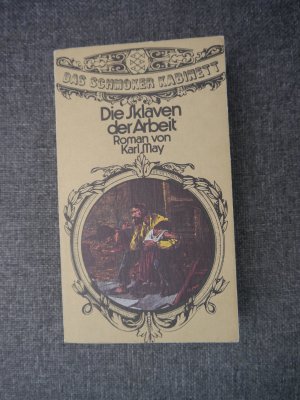 DAS SCHMÖKER KABINETT
Die Sklaven
der Arbeit
Roman von
Karl May